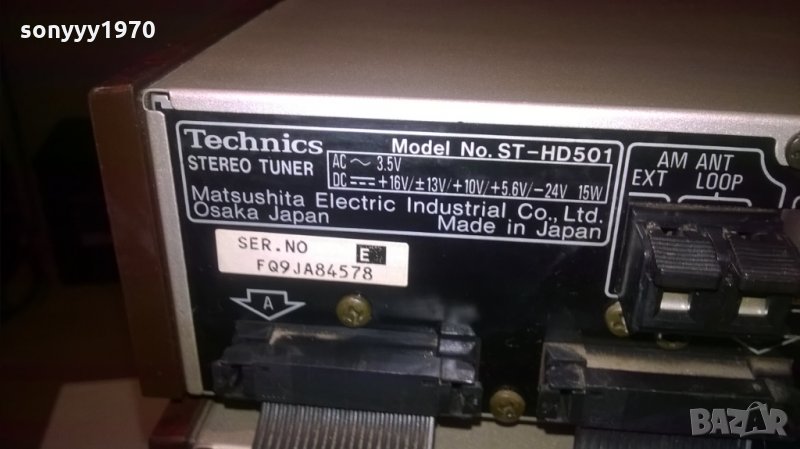 sonyyy1970
Technics
Model No. ST-HD501
STEREO TUNER
AC ～ 3.5V
DC ⎓ +16V/±13V/+10V/+5.6V/−24V 15W
Matsushita Electric Industrial Co., Ltd.
Osaka Japan
Made in Japan
AM ANT
EXT LOOP
SER.NO E
FQ9JA84578
A
BAZAR